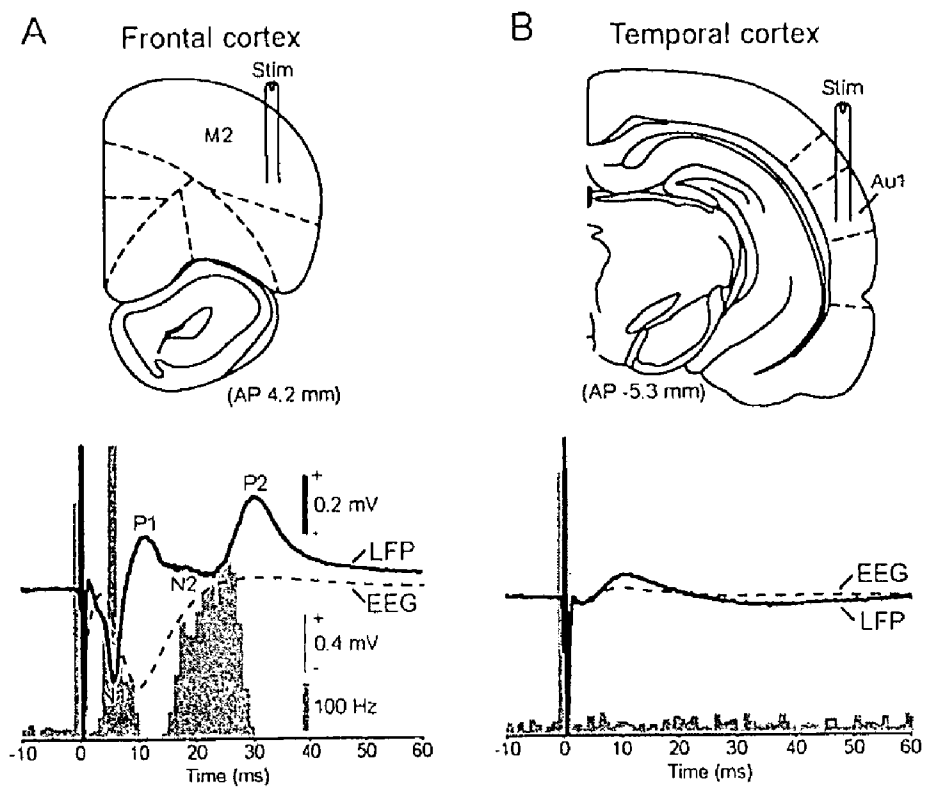 A
Frontal cortex
Stim
M2
(AP 4.2 mm)
P1
P2
N2
+
0.2 mV
-
LFP
EEG
+
0.4 mV
-
100 Hz
-10 0 10 20 30 40 50 60
Time (ms)
B
Temporal cortex
Stim
Au1
(AP -5.3 mm)
EEG
LFP
-10 0 10 20 30 40 50 60
Time (ms)